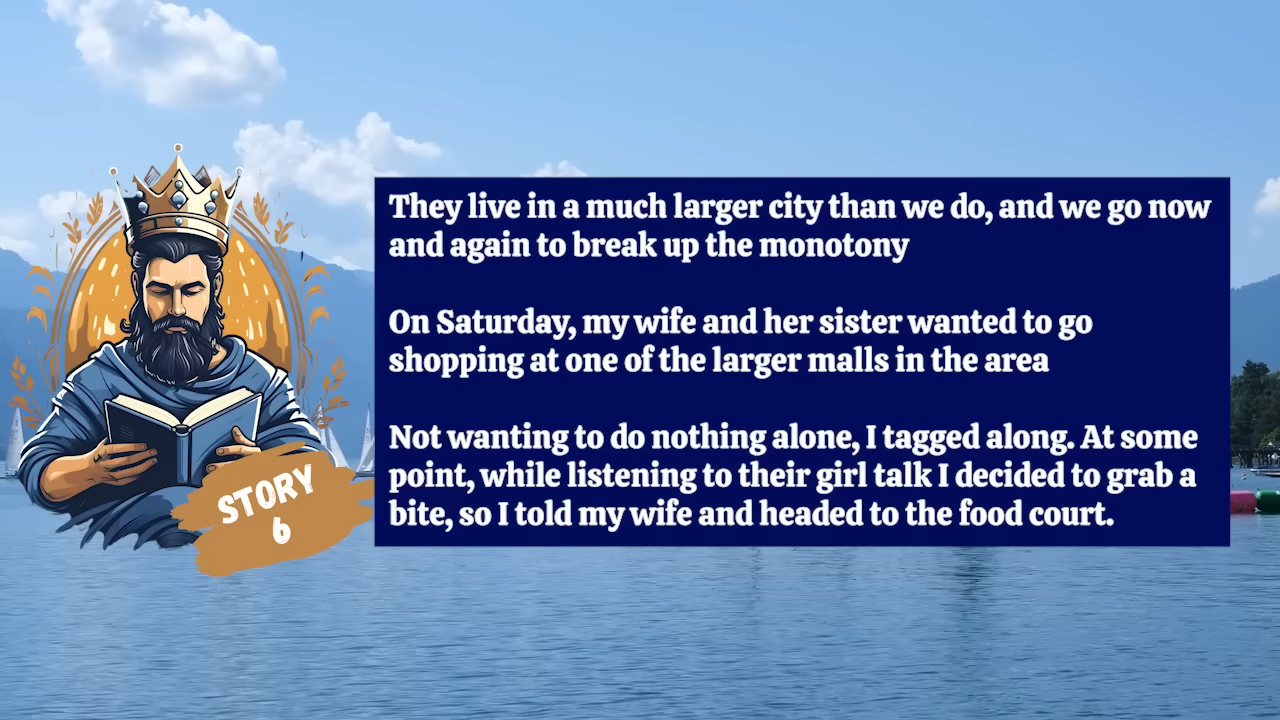 They live in a much larger city than we do, and we go now
and again to break up the monotony
On Saturday, my wife and her sister wanted to go
shopping at one of the larger malls in the area
Not wanting to do nothing alone, I tagged along. At some
point, while listening to their girl talk I decided to grab a
bite, so I told my wife and headed to the food court.
STORY
6